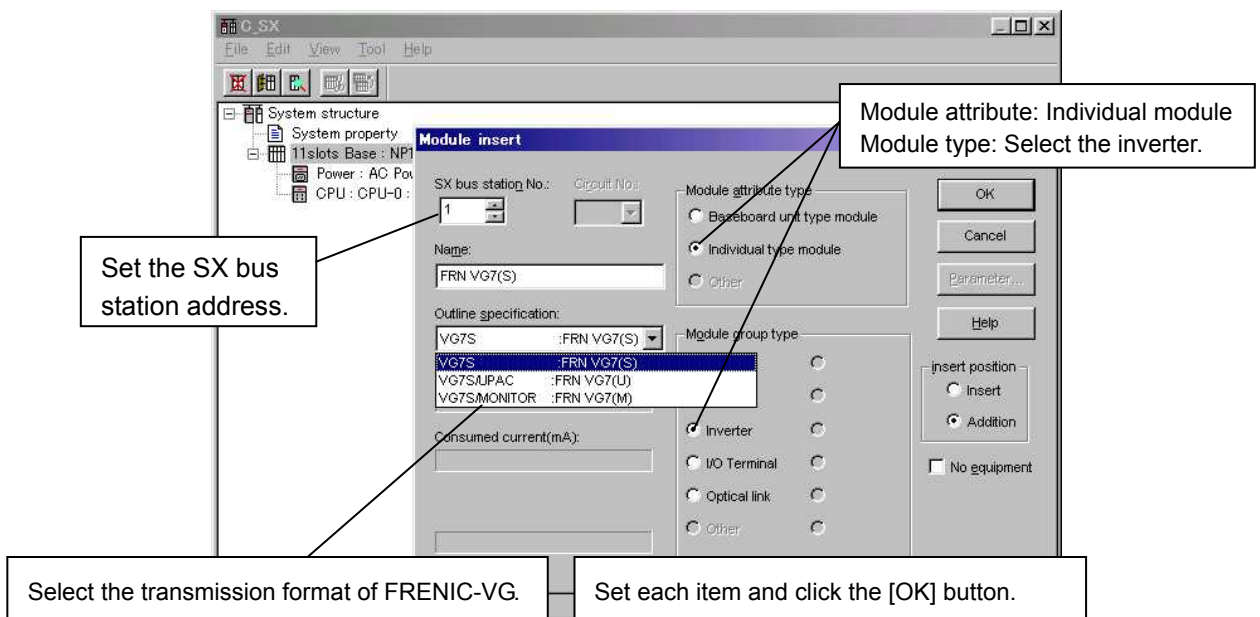 C_SX
File Edit View Tool Help
System structure
System property
11slots Base : NP1
Power : AC Pow
CPU : CPU-0 :
Module attribute: Individual module
Module type: Select the inverter.
Module insert
SX bus station No.: Circuit No.:
1
Set the SX bus
station address.
Name:
FRN VG7(S)
Outline specification:
VG7S :FRN VG7(S)
VG7S :FRN VG7(S)
VG7S/UPAC :FRN VG7(U)
VG7S/MONITOR :FRN VG7(M)
Consumed current(mA):
Module attribute type
Baseboard unit type module
Individual type module
Other
Module group type
Inverter
I/O Terminal
Optical link
Other
OK
Cancel
Parameter...
Help
insert position
Insert
Addition
No equipment
Select the transmission format of FRENIC-VG.
Set each item and click the [OK] button.